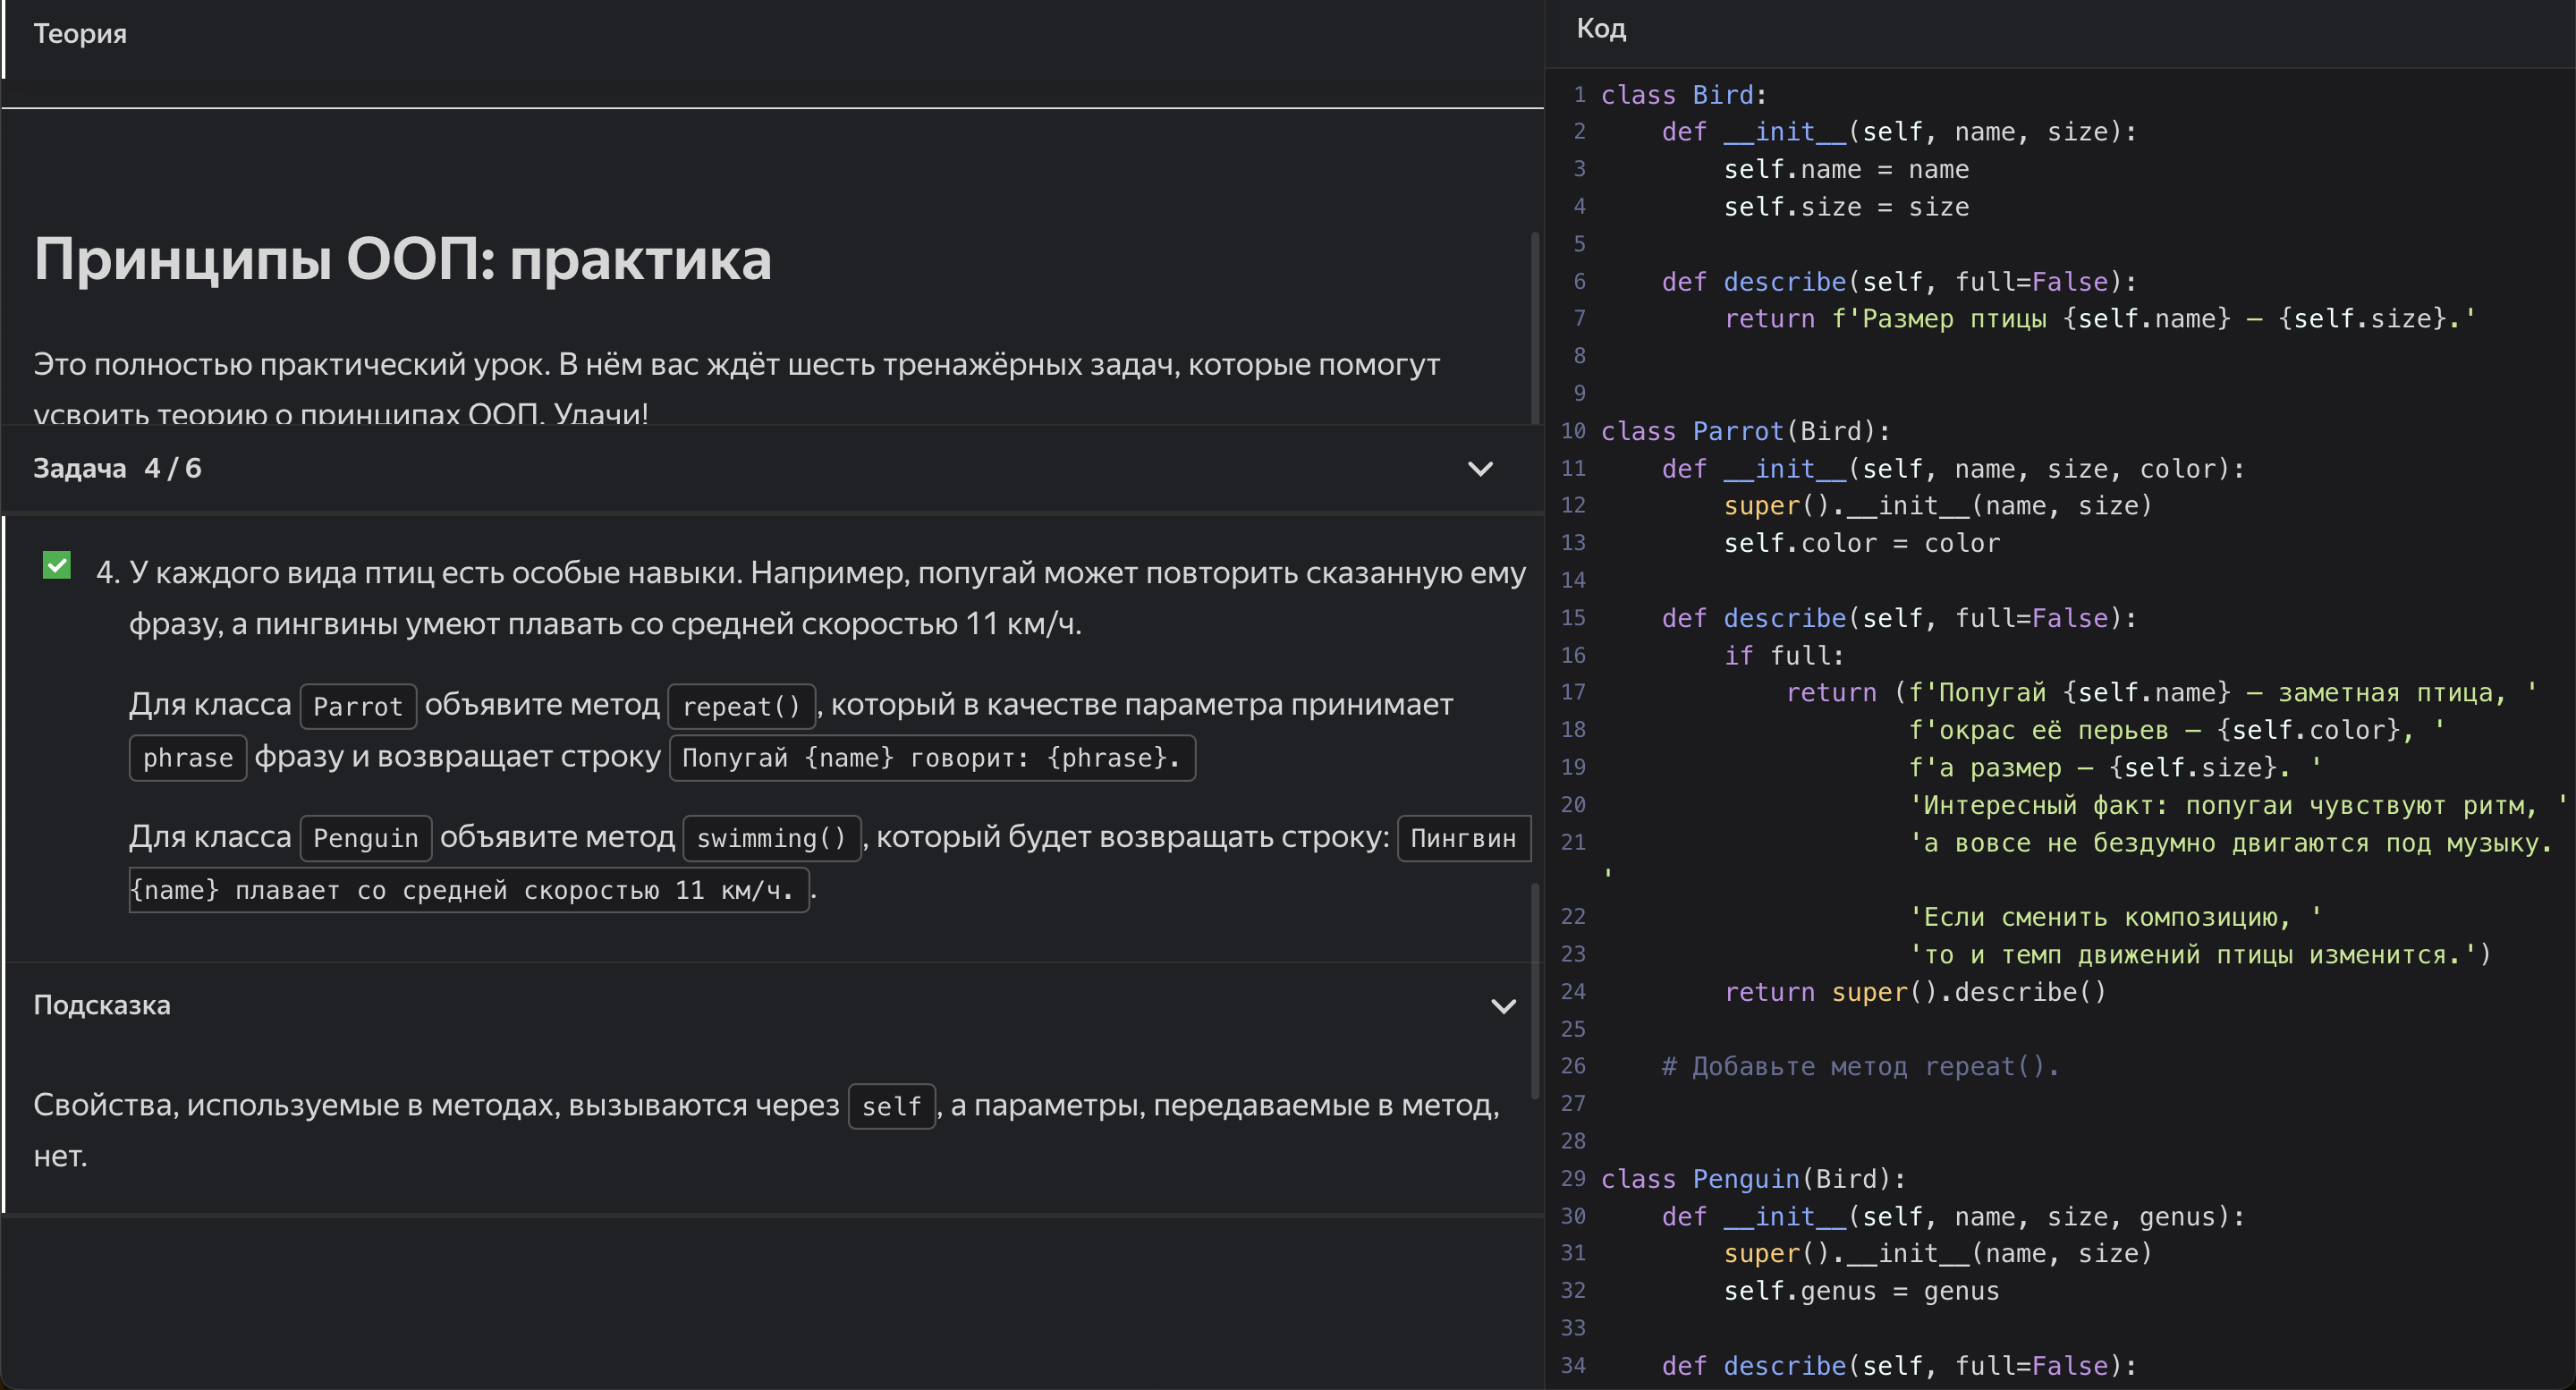 Теория
Принципы ООП: практика
Это полностью практический урок. В нём вас ждёт шесть тренажёрных задач, которые помогут
усвоить теорию о принципах ООП. Удачи!
Задача 4 / 6
4. У каждого вида птиц есть особые навыки. Например, попугай может повторить сказанную ему
фразу, а пингвины умеют плавать со средней скоростью 11 км/ч.
Для класса Parrot объявите метод repeat(), который в качестве параметра принимает
phrase фразу и возвращает строку Попугай {name} говорит: {phrase}.
Для класса Penguin объявите метод swimming(), который будет возвращать строку: Пингвин
{name} плавает со средней скоростью 11 км/ч. .
Подсказка
Свойства, используемые в методах, вызываются через self, а параметры, передаваемые в метод,
нет.
Код
1 class Bird:
2     def __init__(self, name, size):
3         self.name = name
4         self.size = size
5
6     def describe(self, full=False):
7         return f'Размер птицы {self.name} — {self.size}.'
8
9
10 class Parrot(Bird):
11     def __init__(self, name, size, color):
12         super().__init__(name, size)
13         self.color = color
14
15     def describe(self, full=False):
16         if full:
17             return (f'Попугай {self.name} — заметная птица, '
18                     f'окрас её перьев — {self.color}, '
19                     f'а размер — {self.size}. '
20                     'Интересный факт: попугаи чувствуют ритм, '
21                     'а вовсе не бездумно двигаются под музыку.
'
22                     'Если сменить композицию, '
23                     'то и темп движений птицы изменится.')
24         return super().describe()
25
26     # Добавьте метод repeat().
27
28
29 class Penguin(Bird):
30     def __init__(self, name, size, genus):
31         super().__init__(name, size)
32         self.genus = genus
33
34     def describe(self, full=False):